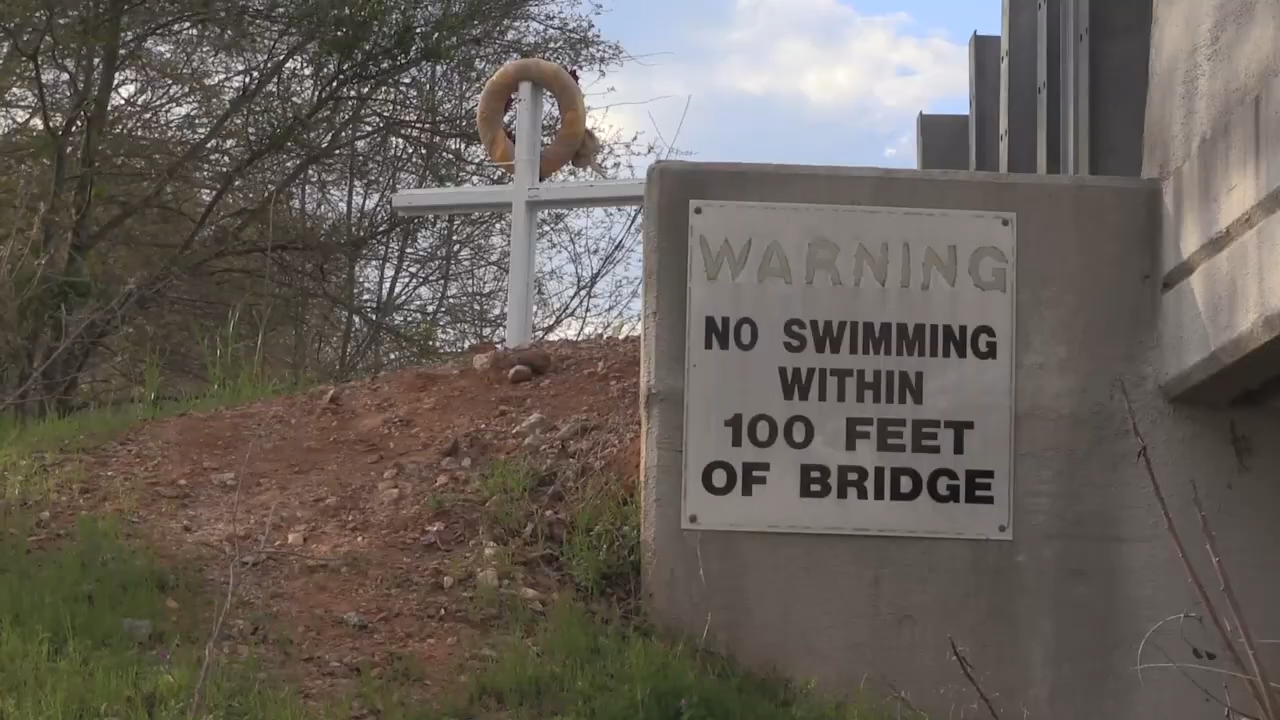 WARNING
NO SWIMMING
WITHIN
100 FEET
OF BRIDGE